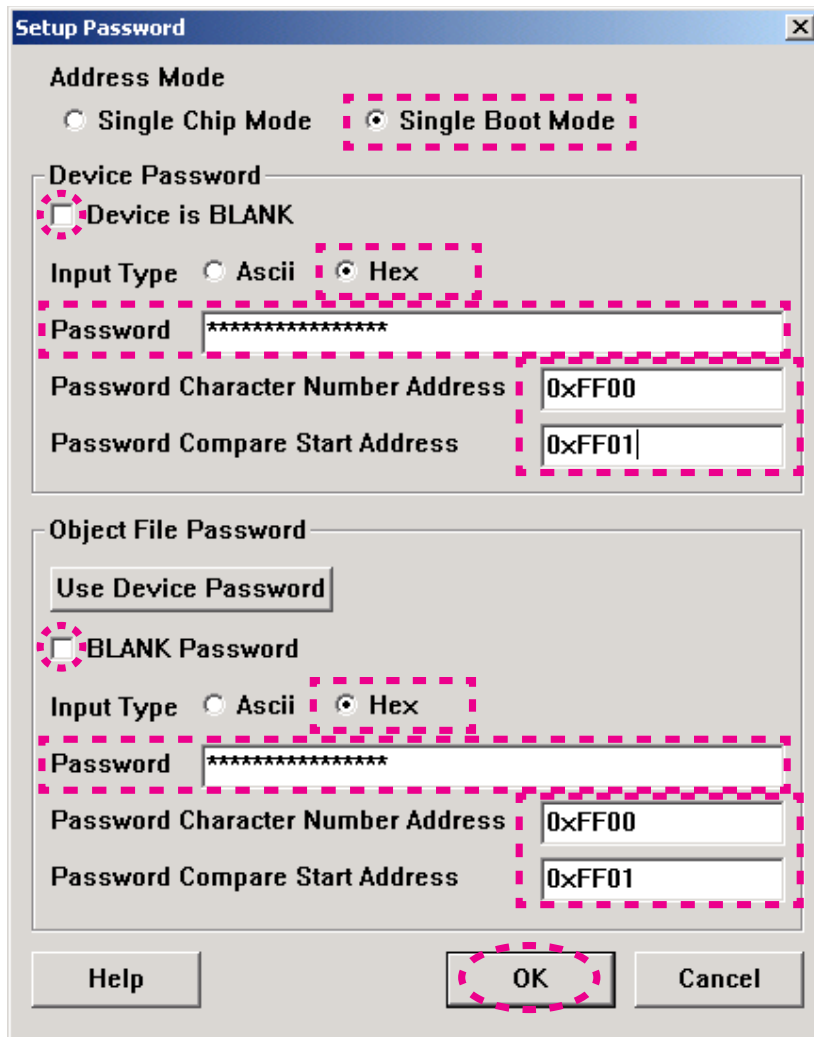 Setup Password
Address Mode
Single Chip Mode Single Boot Mode
Device Password
Device is BLANK
Input Type Ascii Hex
Password ****************
Password Character Number Address 0xFF00
Password Compare Start Address 0xFF01
Object File Password
Use Device Password
BLANK Password
Input Type Ascii Hex
Password ****************
Password Character Number Address 0xFF00
Password Compare Start Address 0xFF01
Help OK Cancel